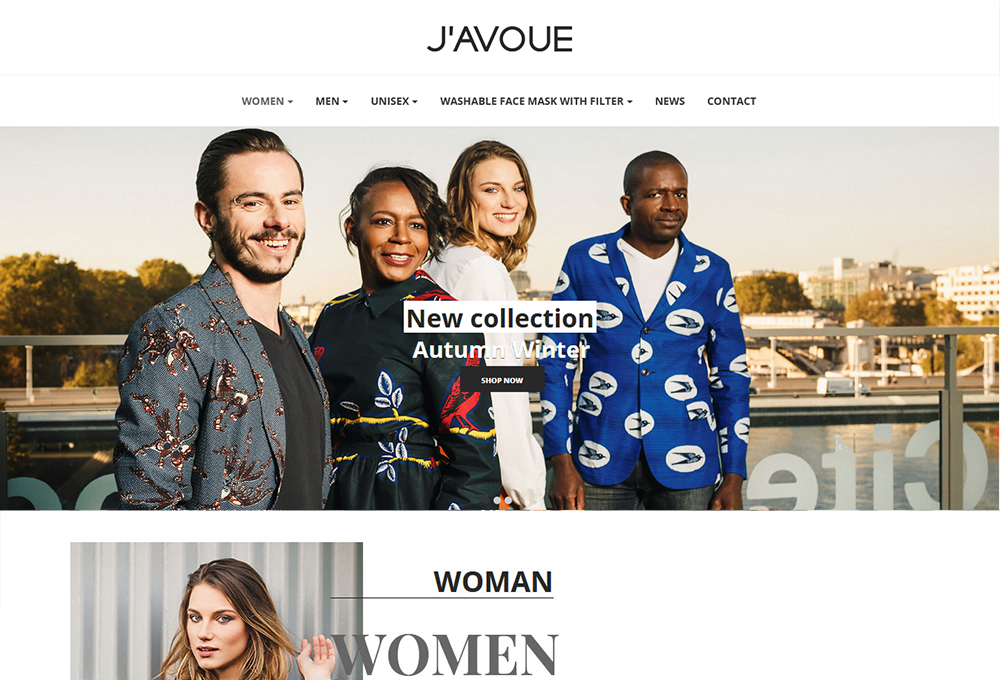 J'AVOUE
WOMEN MEN UNISEX WASHABLE FACE MASK WITH FILTER NEWS CONTACT
New collection
Autumn Winter
SHOP NOW
Cité
WOMAN
WOMEN